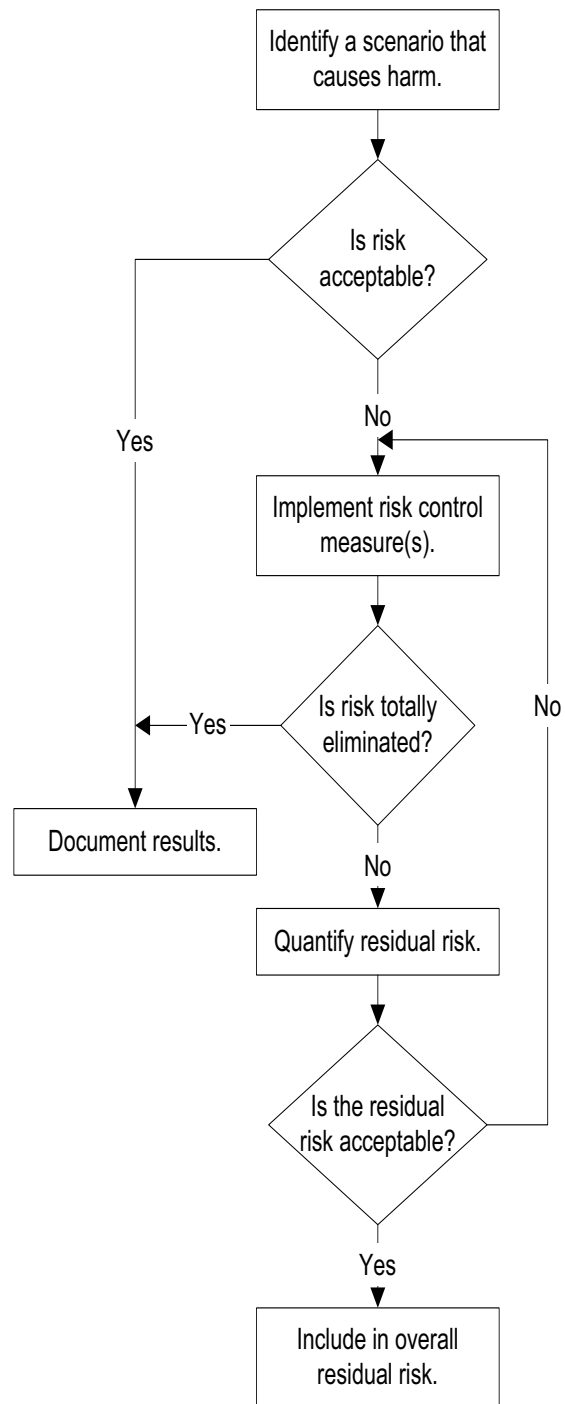 Identify a scenario that
causes harm.
Is risk
acceptable?
Yes
No
Implement risk control
measure(s).
Is risk totally
eliminated?
Yes
No
Document results.
No
Quantify residual risk.
Is the residual
risk acceptable?
Yes
Include in overall
residual risk.